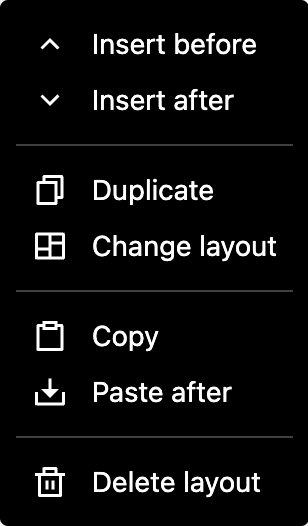 Insert before
Insert after
Duplicate
Change layout
Copy
Paste after
Delete layout